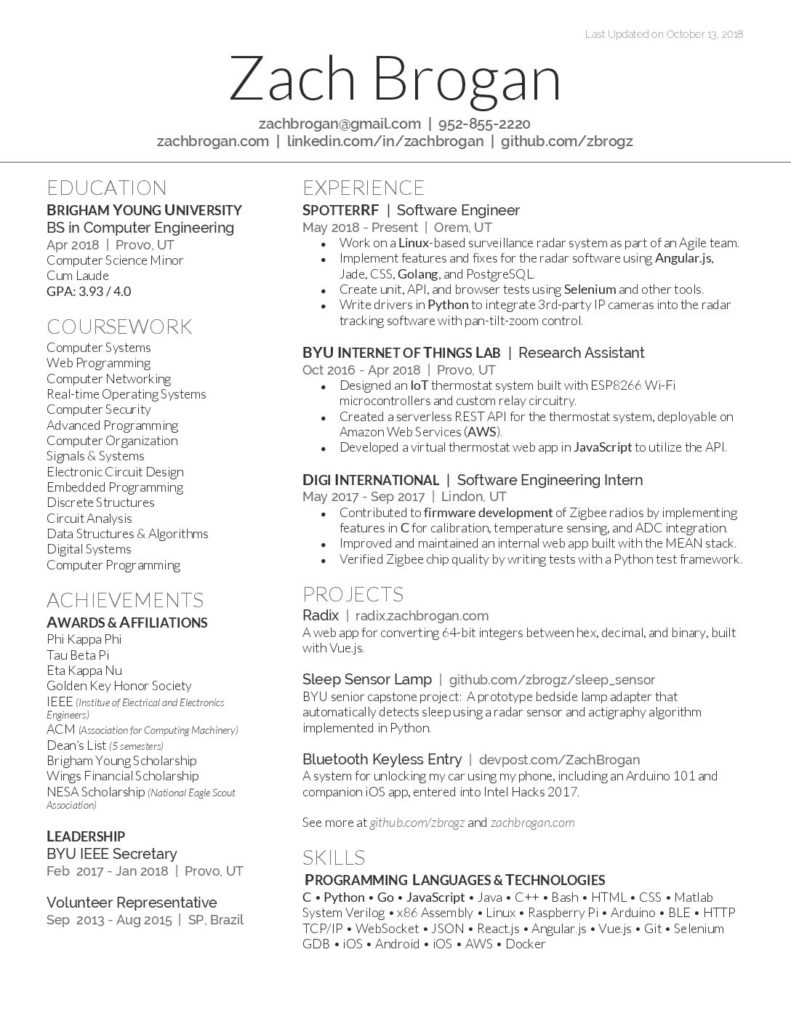 Last Updated on October 13, 2018
Zach Brogan
zachbrogan@gmail.com | 952-855-2220
zachbrogan.com | linkedin.com/in/zachbrogan | github.com/zbrogz
EDUCATION
BRIGHAM YOUNG UNIVERSITY
BS in Computer Engineering
Apr 2018 | Provo, UT
Computer Science Minor
Cum Laude
GPA: 3.93 / 4.0
COURSEWORK
Computer Systems
Web Programming
Computer Networking
Real-time Operating Systems
Computer Security
Advanced Programming
Computer Organization
Signals & Systems
Electronic Circuit Design
Embedded Programming
Discrete Structures
Circuit Analysis
Data Structures & Algorithms
Digital Systems
Computer Programming
ACHIEVEMENTS
AWARDS & AFFILIATIONS
Phi Kappa Phi
Tau Beta Pi
Eta Kappa Nu
Golden Key Honor Society
IEEE (Institue of Electrical and Electronics
Engineers)
ACM (Association for Computing Machinery)
Dean's List (5 semesters)
Brigham Young Scholarship
Wings Financial Scholarship
NESA Scholarship (National Eagle Scout
Association)
LEADERSHIP
BYU IEEE Secretary
Feb 2017 - Jan 2018 | Provo, UT
Volunteer Representative
Sep 2013 - Aug 2015 | SP, Brazil
EXPERIENCE
SPOTTERRF | Software Engineer
May 2018 - Present | Orem, UT
• Work on a Linux-based surveillance radar system as part of an Agile team.
• Implement features and fixes for the radar software using Angular.js,
Jade, CSS, Golang, and PostgreSQL.
• Create unit, API, and browser tests using Selenium and other tools.
• Write drivers in Python to integrate 3rd-party IP cameras into the radar
tracking software with pan-tilt-zoom control.
BYU INTERNET OF THINGS LAB | Research Assistant
Oct 2016 - Apr 2018 | Provo, UT
• Designed an IoT thermostat system built with ESP8266 Wi-Fi
microcontrollers and custom relay circuitry.
• Created a serverless REST API for the thermostat system, deployable on
Amazon Web Services (AWS).
• Developed a virtual thermostat web app in JavaScript to utilize the API.
DIGI INTERNATIONAL | Software Engineering Intern
May 2017 - Sep 2017 | Lindon, UT
• Contributed to firmware development of Zigbee radios by implementing
features in C for calibration, temperature sensing, and ADC integration.
• Improved and maintained an internal web app built with the MEAN stack.
• Verified Zigbee chip quality by writing tests with a Python test framework.
PROJECTS
Radix | radix.zachbrogan.com
A web app for converting 64-bit integers between hex, decimal, and binary, built
with Vue.js.
Sleep Sensor Lamp | github.com/zbrogz/sleep_sensor
BYU senior capstone project: A prototype bedside lamp adapter that
automatically detects sleep using a radar sensor and actigraphy algorithm
implemented in Python.
Bluetooth Keyless Entry | devpost.com/ZachBrogan
A system for unlocking my car using my phone, including an Arduino 101 and
companion iOS app, entered into Intel Hacks 2017.
See more at github.com/zbrogz and zachbrogan.com
SKILLS
PROGRAMMING LANGUAGES & TECHNOLOGIES
C • Python • Go • JavaScript • Java • C++ • Bash • HTML • CSS • Matlab
System Verilog • x86 Assembly • Linux • Raspberry Pi • Arduino • BLE • HTTP
TCP/IP • WebSocket • JSON • React.js • Angular.js • Vue.js • Git • Selenium
GDB • iOS • Android • iOS • AWS • Docker